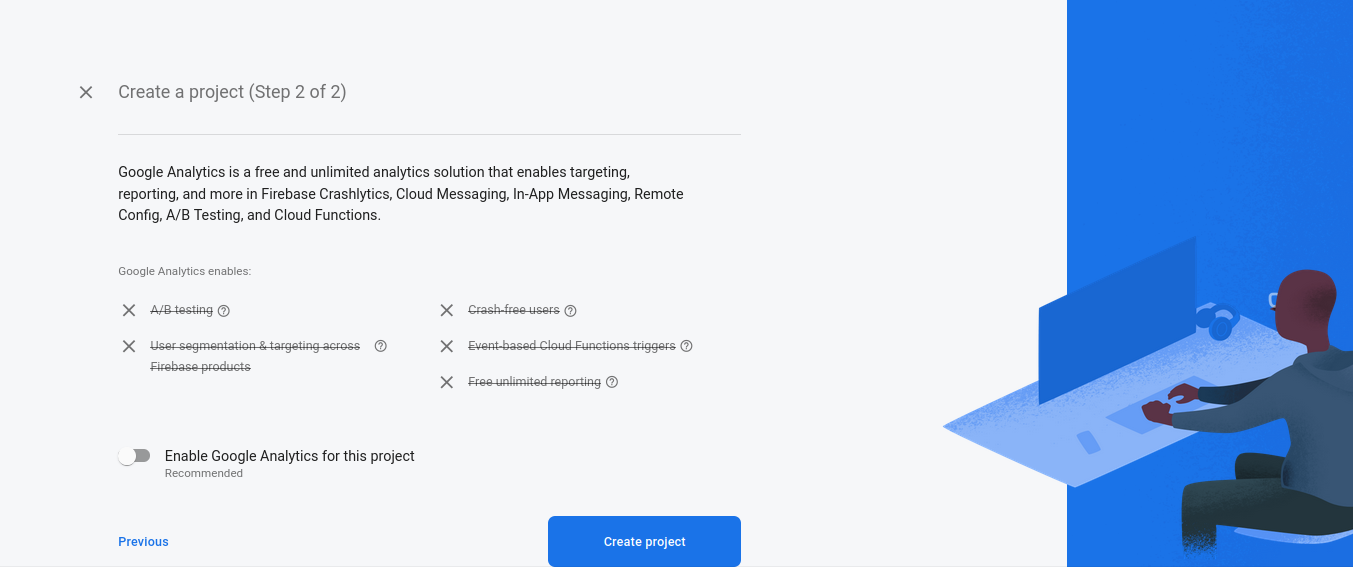 Create a project (Step 2 of 2)
Google Analytics is a free and unlimited analytics solution that enables targeting,
reporting, and more in Firebase Crashlytics, Cloud Messaging, In-App Messaging, Remote
Config, A/B Testing, and Cloud Functions.
Google Analytics enables:
A/B testing
User segmentation & targeting across
Firebase products
Crash-free users
Event-based Cloud Functions triggers
Free unlimited reporting
Enable Google Analytics for this project
Recommended
Previous
Create project